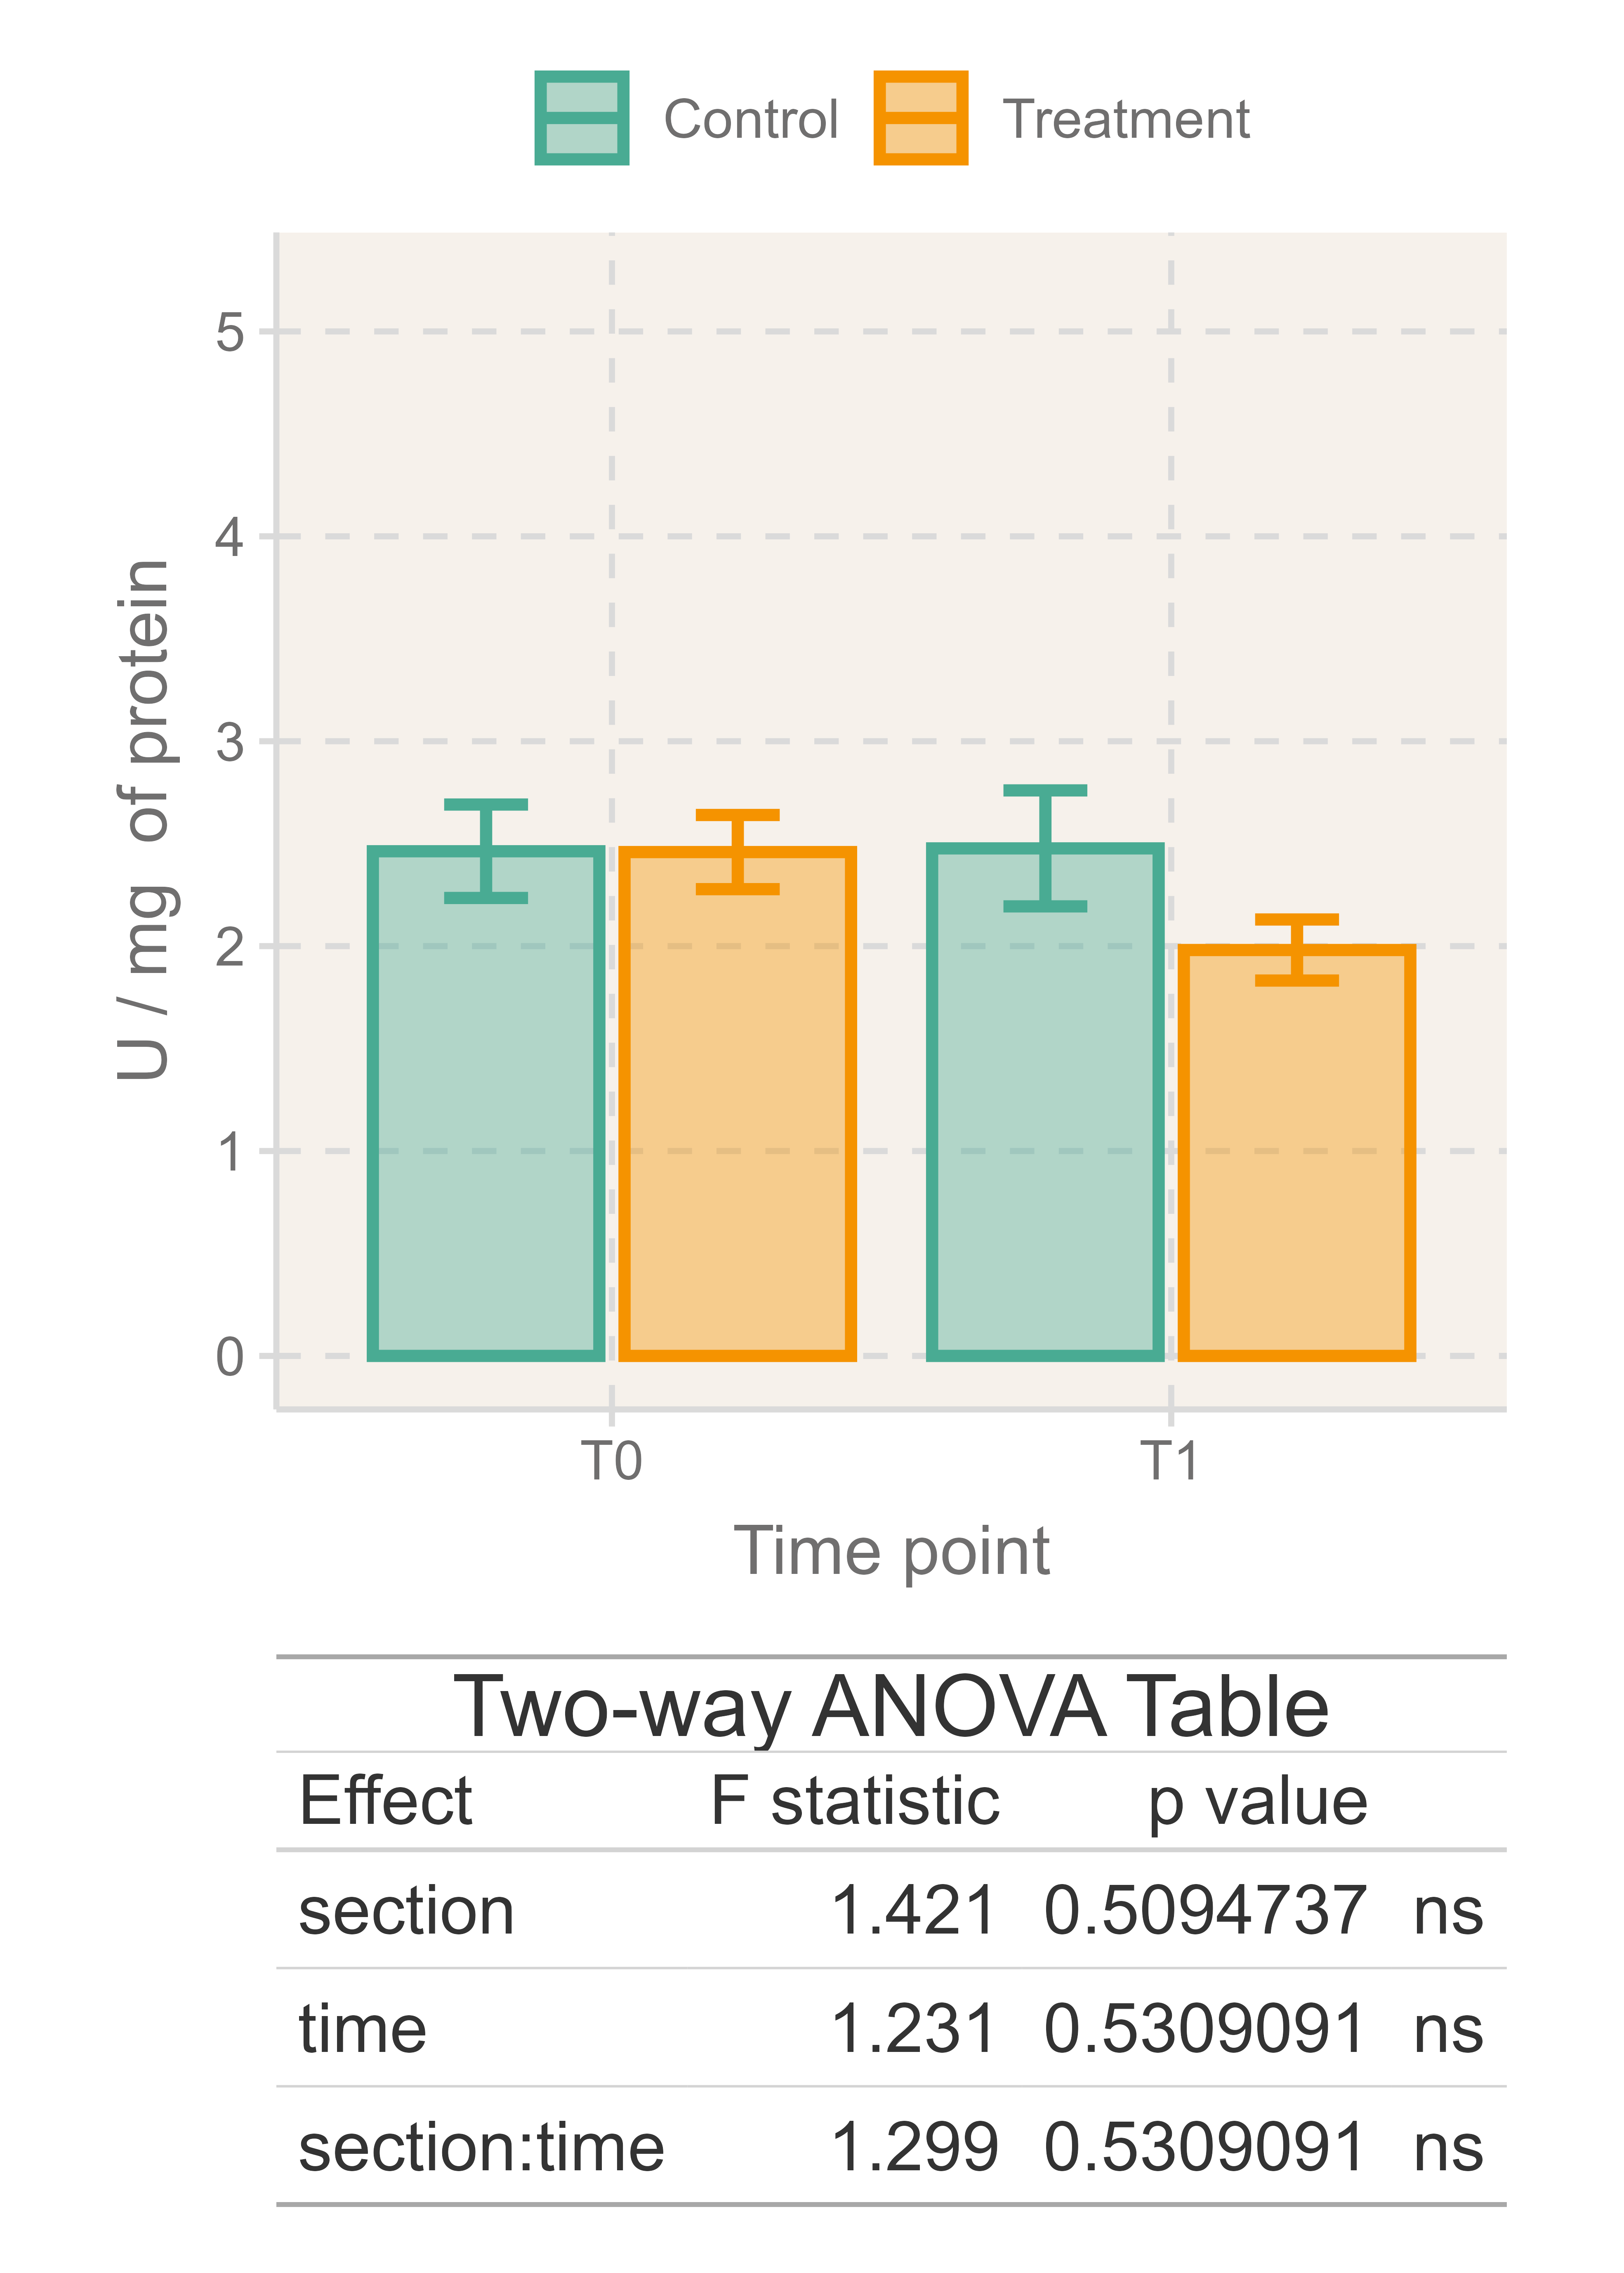 Control Treatment
5
4
3
2
1
0
U / mg of protein
T0 T1
Time point
Two-way ANOVA Table
Effect F statistic p value
section 1.421 0.5094737 ns
time 1.231 0.5309091 ns
section:time 1.299 0.5309091 ns